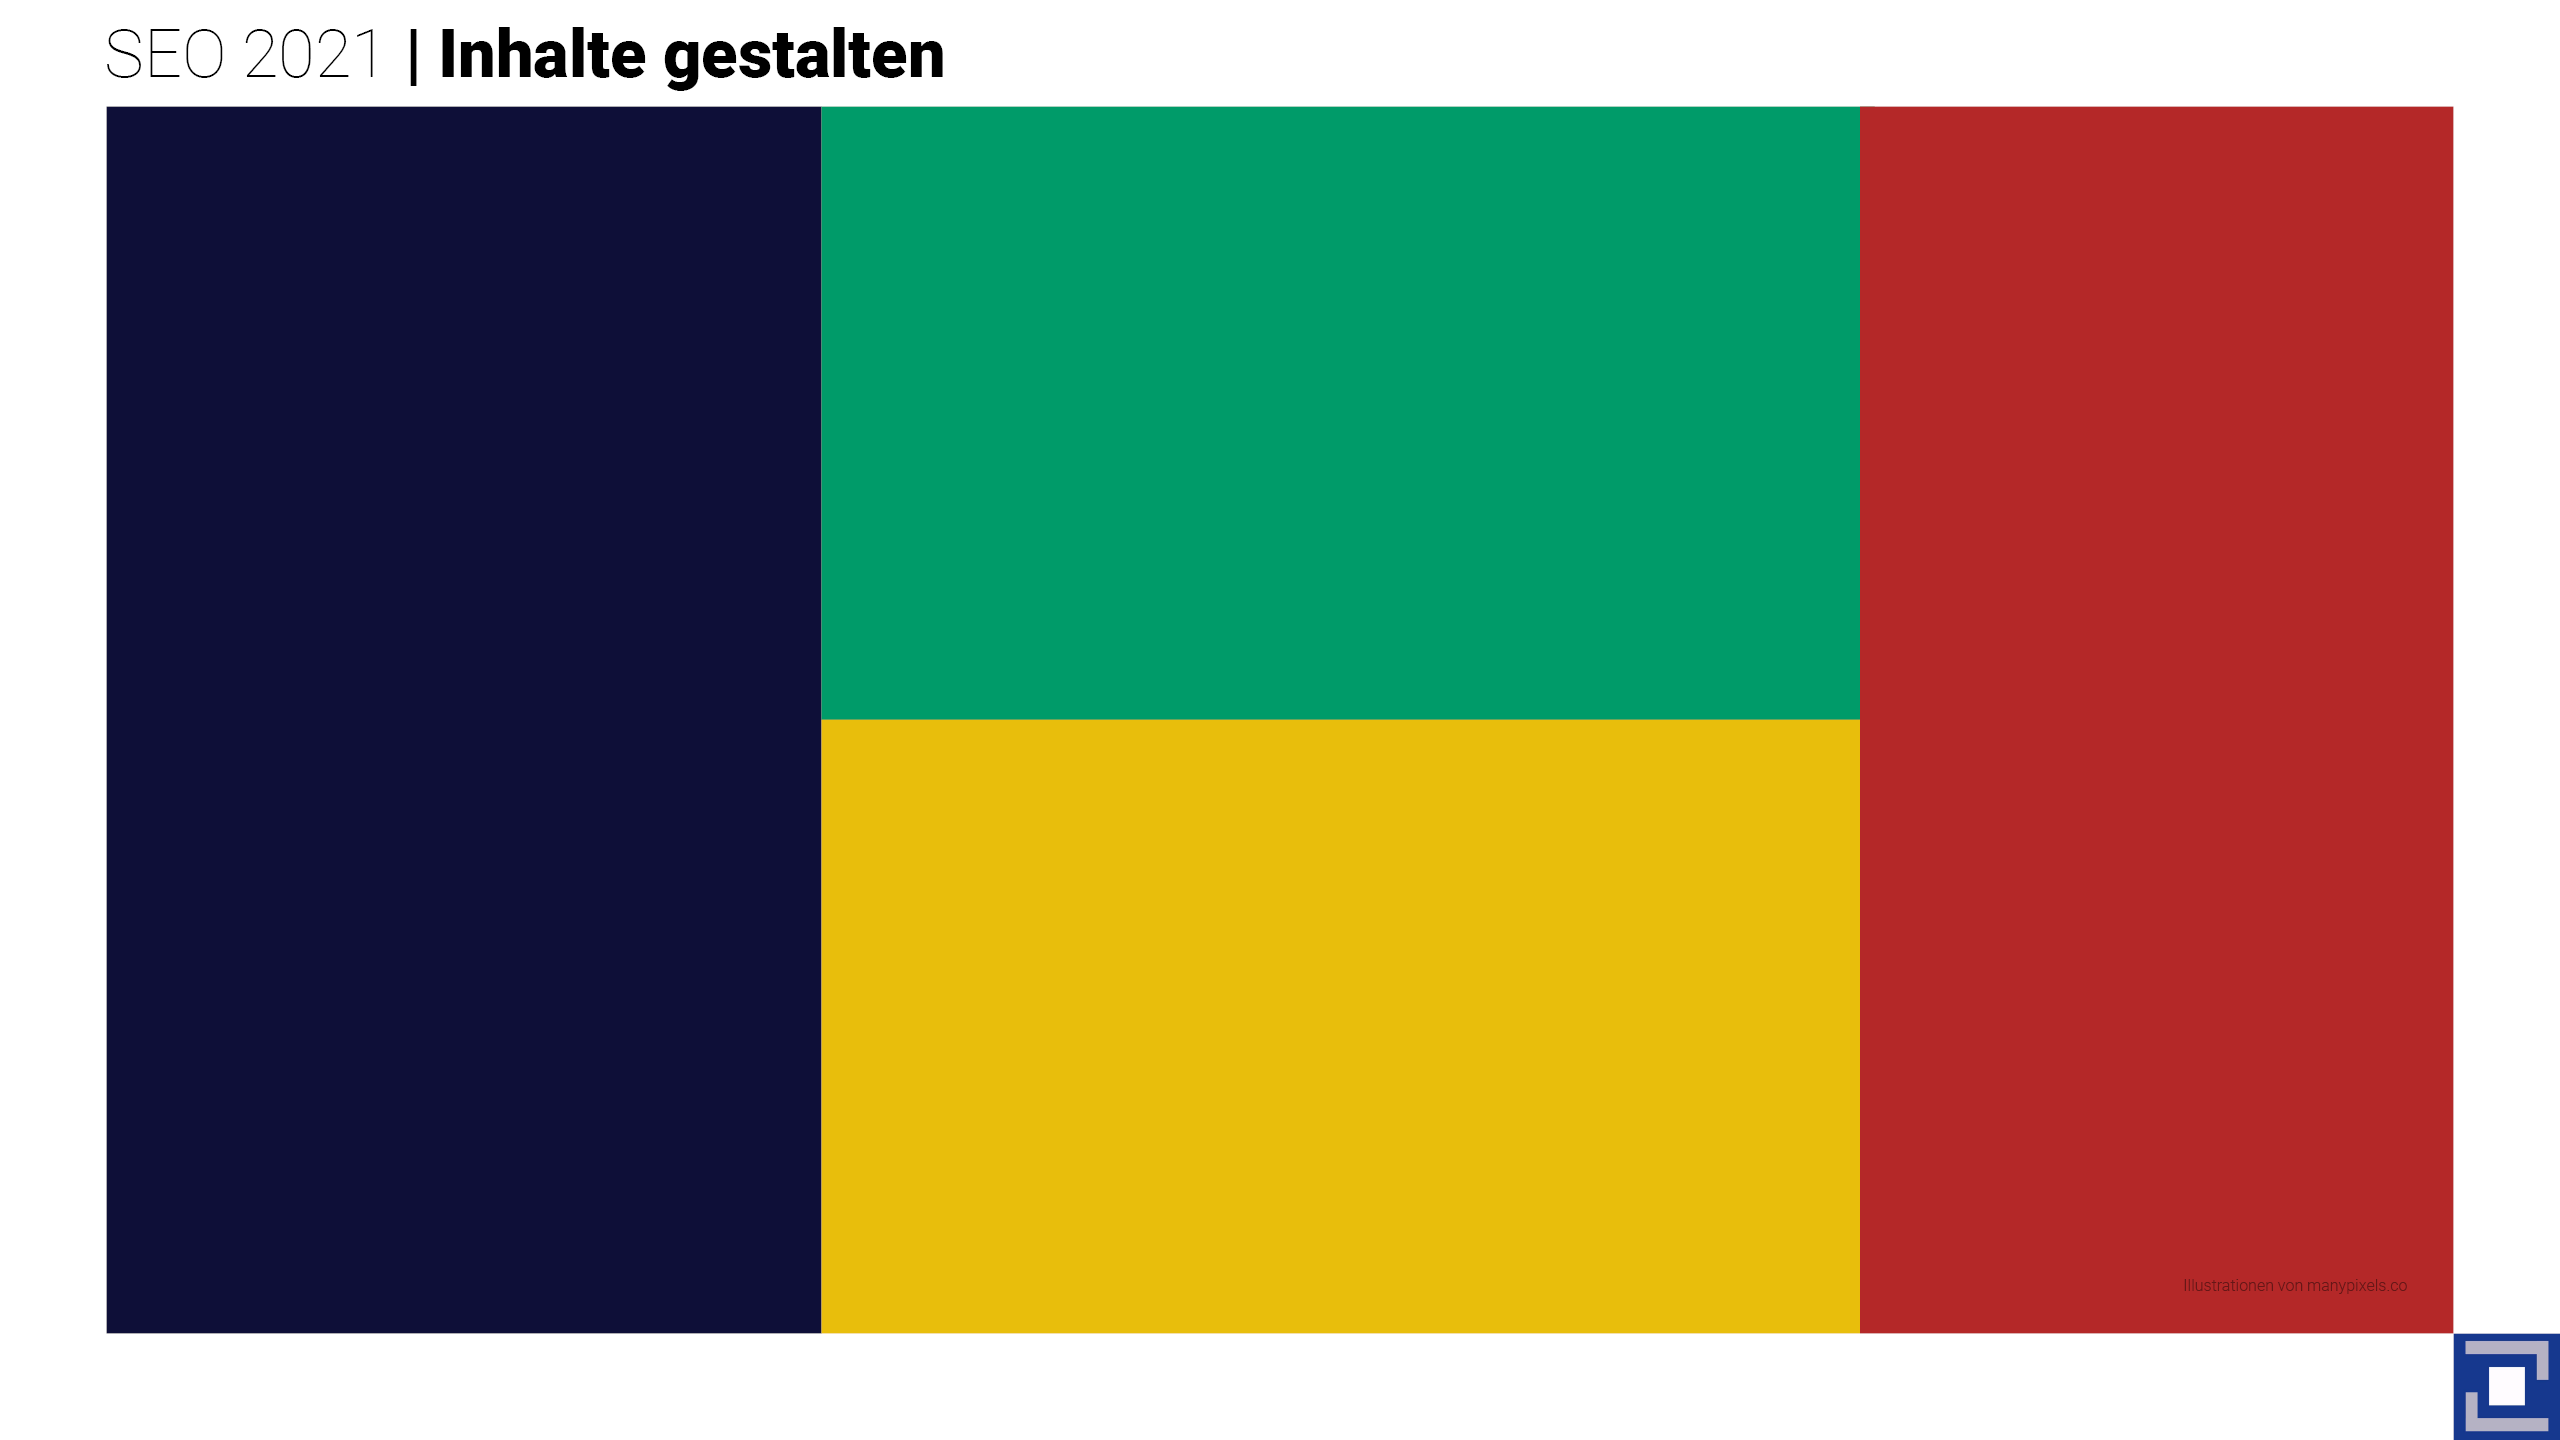 SEO 2021 | Inhalte gestalten
Illustrationen von manypixels.co